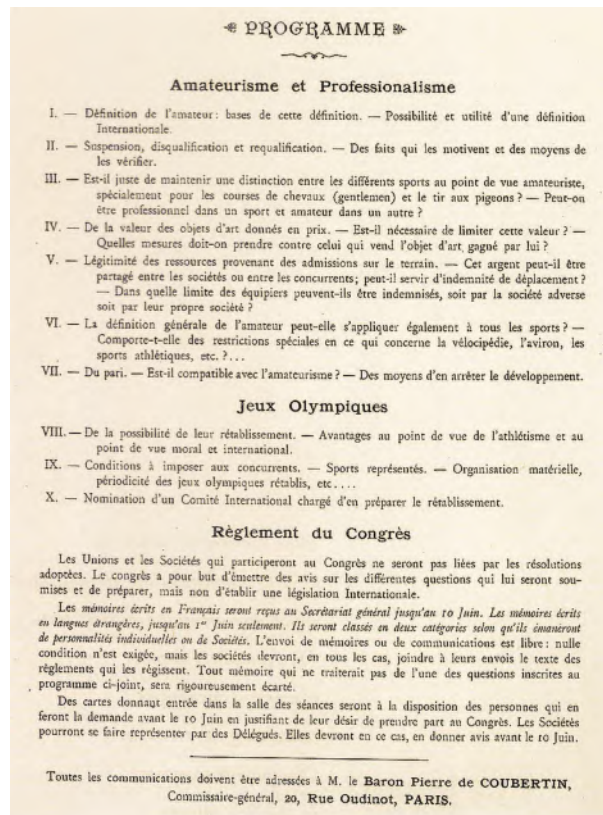 PROGRAMME
Amateurisme et Professionalisme
I. — Définition de l'amateur: bases de cette définition. — Possibilité et utilité d'une définition
Internationale.
II. — Suspension, disqualification et requalification. — Des faits qui les motivent et des moyens de
les vérifier.
III. — Est-il juste de maintenir une distinction entre les différents sports au point de vue amateuriste,
spécialement pour les courses de chevaux (gentlemen) et le tir aux pigeons ? — Peut-on
être professionnel dans un sport et amateur dans un autre ?
IV. — De la valeur des objets d'art donnés en prix. — Est-il nécessaire de limiter cette valeur ? —
Quelles mesures doit-on prendre contre celui qui vend l'objet d'art gagné par lui ?
V. — Légitimité des ressources provenant des admissions sur le terrain. — Cet argent peut-il être
partagé entre les sociétés ou entre les concurrents; peut-il servir d'indemnité de déplacement ?
— Dans quelle limite des équipiers peuvent-ils être indemnisés, soit par la société adverse
soit par leur propre société ?
VI. — La définition générale de l'amateur peut-elle s'appliquer également à tous les sports ? —
Comporte-t-elle des restrictions spéciales en ce qui concerne la vélocipédie, l'aviron, les
sports athlétiques, etc. ?...
VII. — Du pari. — Est-il compatible avec l'amateurisme ? — Des moyens d'en arrêter le développement.
Jeux Olympiques
VIII. — De la possibilité de leur rétablissement. — Avantages au point de vue de l'athlétisme et au
point de vue moral et international.
IX. — Conditions à imposer aux concurrents. — Sports représentés. — Organisation matérielle,
périodicité des jeux olympiques rétablis, etc ....
X. — Nomination d'un Comité International chargé d'en préparer le rétablissement.
Règlement du Congrès
Les Unions et les Sociétés qui participeront au Congrès ne seront pas liées par les résolutions
adoptées. Le congrès a pour but d'émettre des avis sur les différentes questions qui lui seront sou-
mises et de préparer, mais non d'établir une législation Internationale.
Les mémoires écrits en Français seront reçus au Secrétariat général jusqu'au 10 Juin. Les mémoires écrits
en langues étrangères, jusqu'au 1er Juin seulement. Ils seront classés en deux catégories selon qu'ils émaneront
de personnalités individuelles ou de Sociétés. L'envoi de mémoires ou de communications est libre: nulle
condition n'est exigée, mais les sociétés devront, en tous les cas, joindre à leurs envois le texte des
règlements qui les régissent. Tout mémoire qui ne traiterait pas de l'une des questions inscrites au
programme ci-joint, sera rigoureusement écarté.
Des cartes donnant entrée dans la salle des séances seront à la disposition des personnes qui en
feront la demande avant le 10 Juin en justifiant de leur désir de prendre part au Congrès. Les Sociétés
pourront se faire représenter par des Délégués. Elles devront en ce cas, en donner avis avant le 10 Juin.
Toutes les communications doivent être adressées à M. le Baron Pierre de COUBERTIN,
Commissaire-général, 20, Rue Oudinot, PARIS.